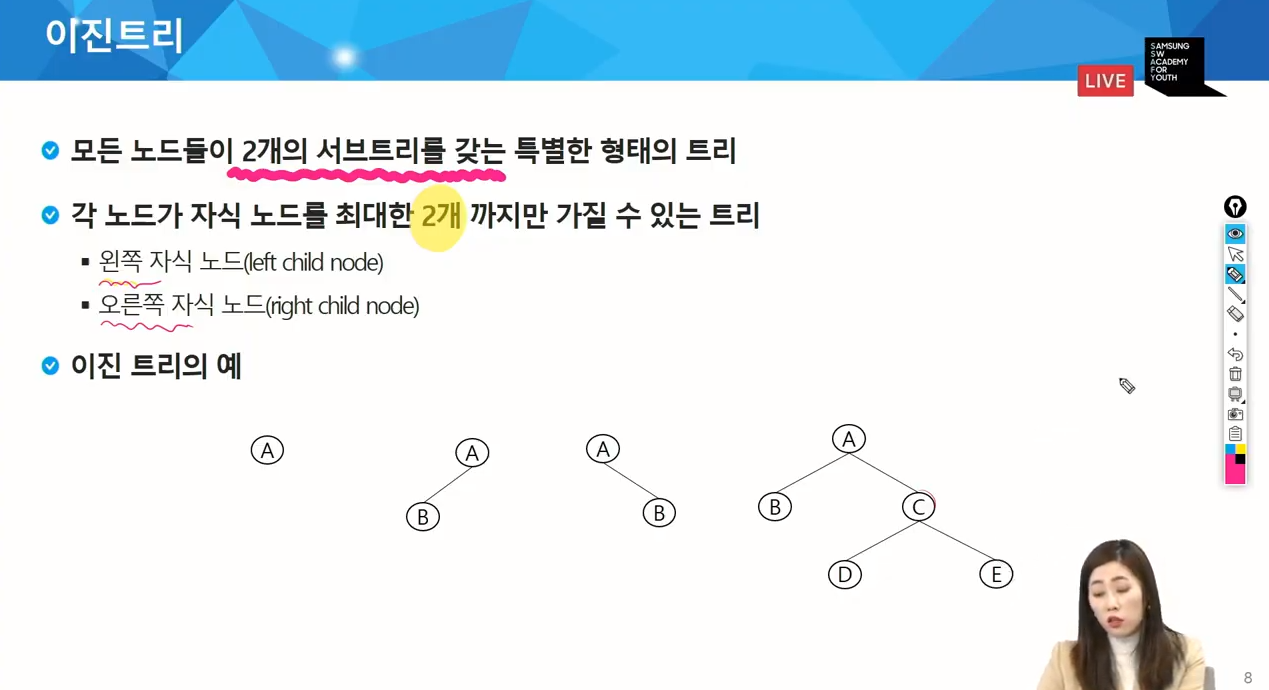 이진트리
SAMSUNG
SW
ACADEMY
FOR
YOUTH
LIVE
모든 노드들이 2개의 서브트리를 갖는 특별한 형태의 트리
각 노드가 자식 노드를 최대한 2개 까지만 가질 수 있는 트리
왼쪽 자식 노드(left child node)
오른쪽 자식 노드(right child node)
이진 트리의 예
A
A
B
A
B
A
B
C
D
E
8